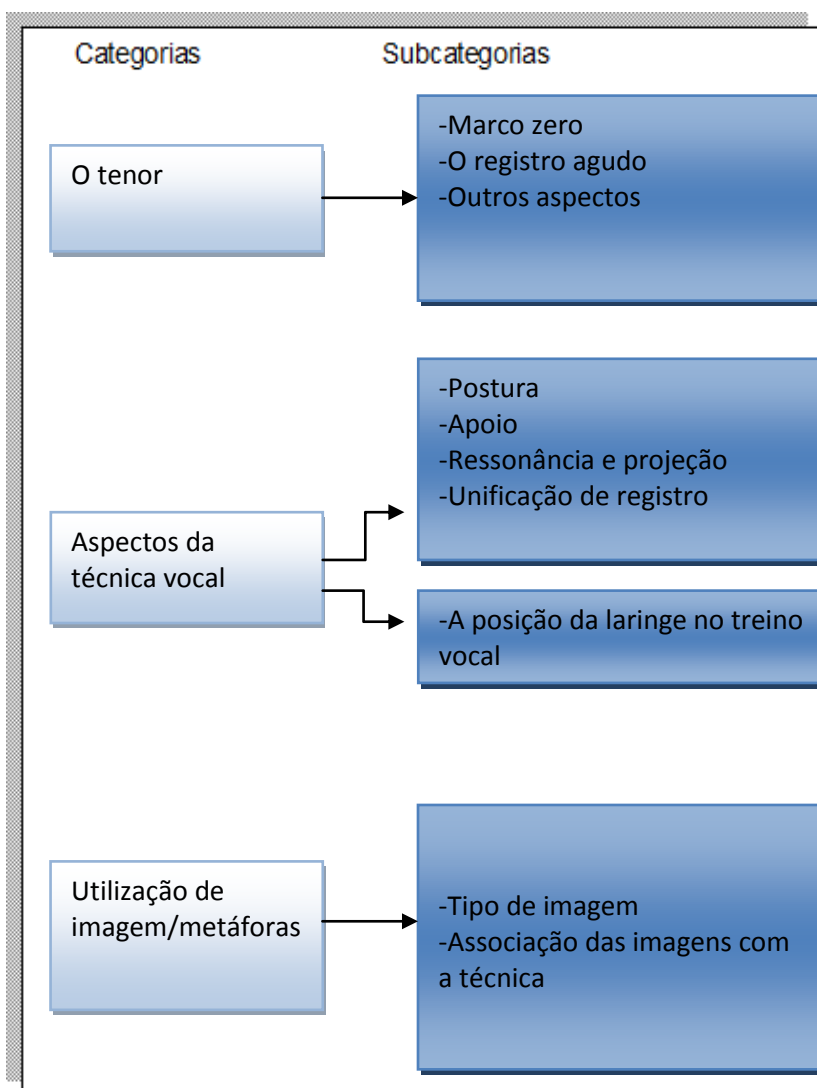 Categorias
Subcategorias
O tenor
-Marco zero
-O registro agudo
-Outros aspectos
Aspectos da
técnica vocal
-Postura
-Apoio
-Ressonância e projeção
-Unificação de registro
-A posição da laringe no treino
vocal
Utilização de
imagem/metáforas
-Tipo de imagem
-Associação das imagens com
a técnica